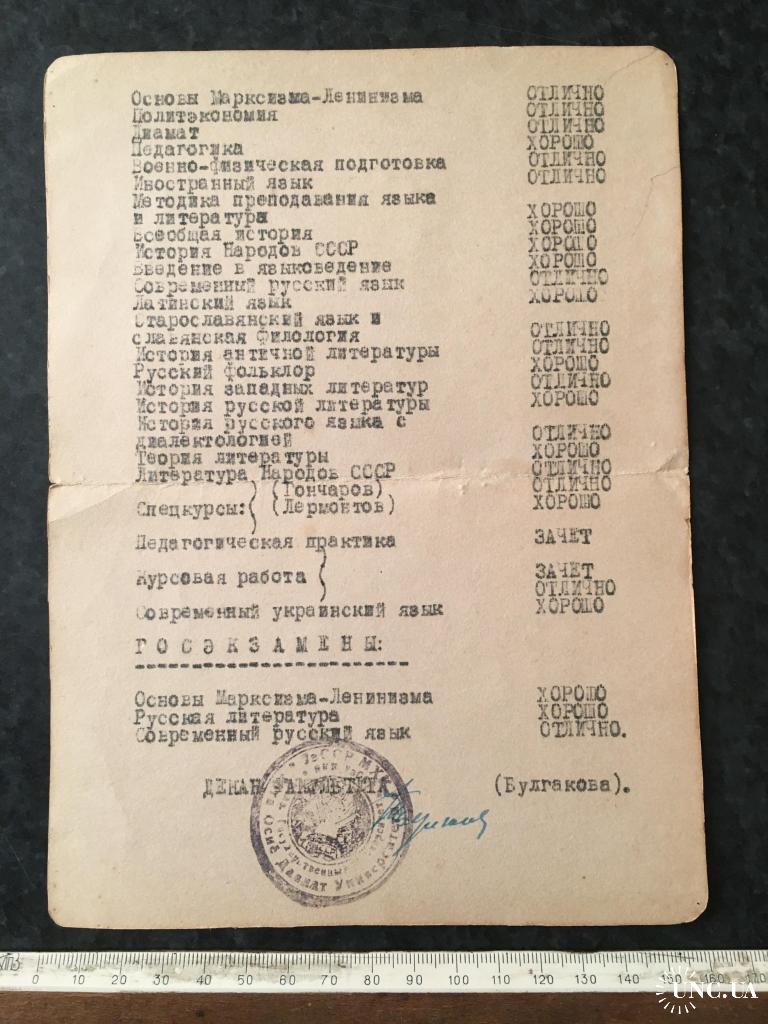 Основы Марксизма-Ленинизма ОТЛИЧНО
Политэкономия ОТЛИЧНО
Диамат ОТЛИЧНО
Педагогика ХОРОШО
Военно-физическая подготовка ОТЛИЧНО
Иностранный язык ОТЛИЧНО
Методика преподавания языка
и литература ХОРОШО
Всеобщая история ХОРОШО
История Народов СССР ХОРОШО
Введение в языковедение ХОРОШО
Современный русский язык ОТЛИЧНО
Латинский язык ХОРОШО
Старославянский язык и
славянская филология ОТЛИЧНО
История античной литературы ОТЛИЧНО
Русский фольклор ХОРОШО
История западных литератур ОТЛИЧНО
История русской литературы ХОРОШО
История русского языка с
диалектологией ОТЛИЧНО
Теория литературы ХОРОШО
Литература Народов СССР ОТЛИЧНО
(Гончаров) ОТЛИЧНО
Спецкурсы: (Лермонтов) ХОРОШО
Педагогическая практика ЗАЧЕТ
Курсовая работа ЗАЧЕТ
ОТЛИЧНО
Современный украинский язык ХОРОШО
ГОСЭКЗАМЕНЫ:
Основы Марксизма-Ленинизма ХОРОШО
Русская литература ХОРОШО
Современный русский язык ОТЛИЧНО.
ДЕКАН ФАКУЛЬТЕТА (Булгакова).
0 10 20 30 40 50 60 70 80 90 100 110 120 130 140 150 160 170
UNC.UA